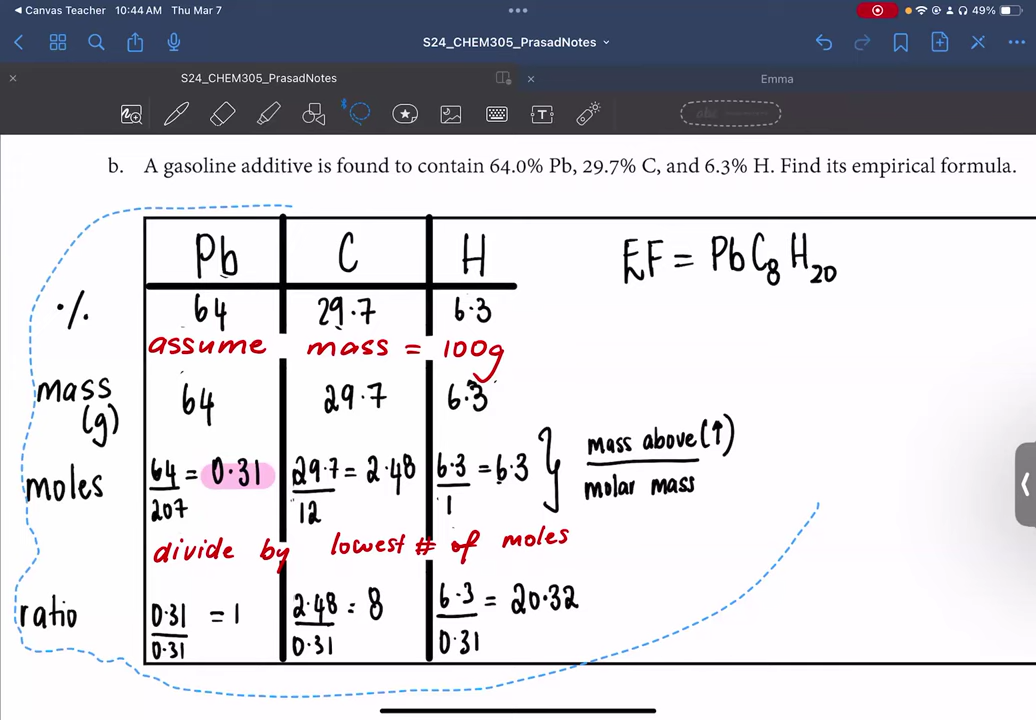 Canvas Teacher 10:44 AM Thu Mar 7 49%
S24_CHEM305_PrasadNotes
S24_CHEM305_PrasadNotes Emma
abc
b. A gasoline additive is found to contain 64.0% Pb, 29.7% C, and 6.3% H. Find its empirical formula.
Pb C H EF = PbC8H20
% 64 29.7 6.3
assume mass = 100g
mass (g) 64 29.7 6.3
moles 64/207 = 0.31 29.7/12 = 2.48 6.3/1 = 6.3 } mass above (↑)/molar mass
divide by lowest # of moles
ratio 0.31/0.31 = 1 2.48/0.31 = 8 6.3/0.31 = 20.32